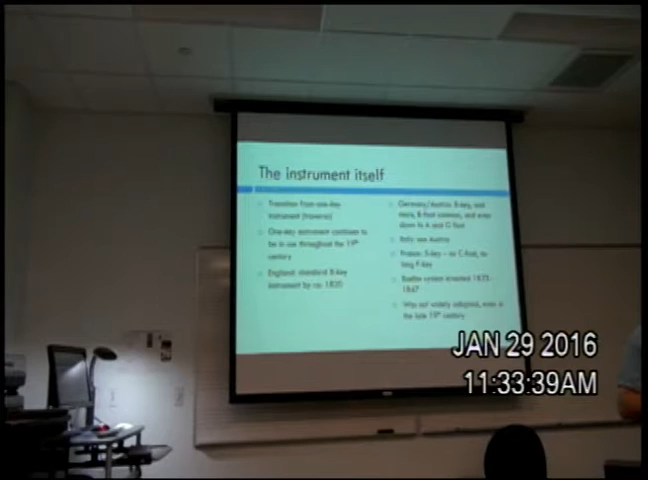 The instrument itself
Transition from one-key
instrument (traverso)
One-key instrument continues to
be in use throughout the 19th
century
England: standard 8-key
instrument by ca. 1820
Germany/Austria: 8-key, and
more, B-foot common, and even
down to A and G foot
Italy: see Austria
France: 5-key – no C-foot, no
long F-key
Boehm system invented 1832-
1847
Why not widely adopted, even in
the late 19th century
JAN 29 2016
11:33:39AM